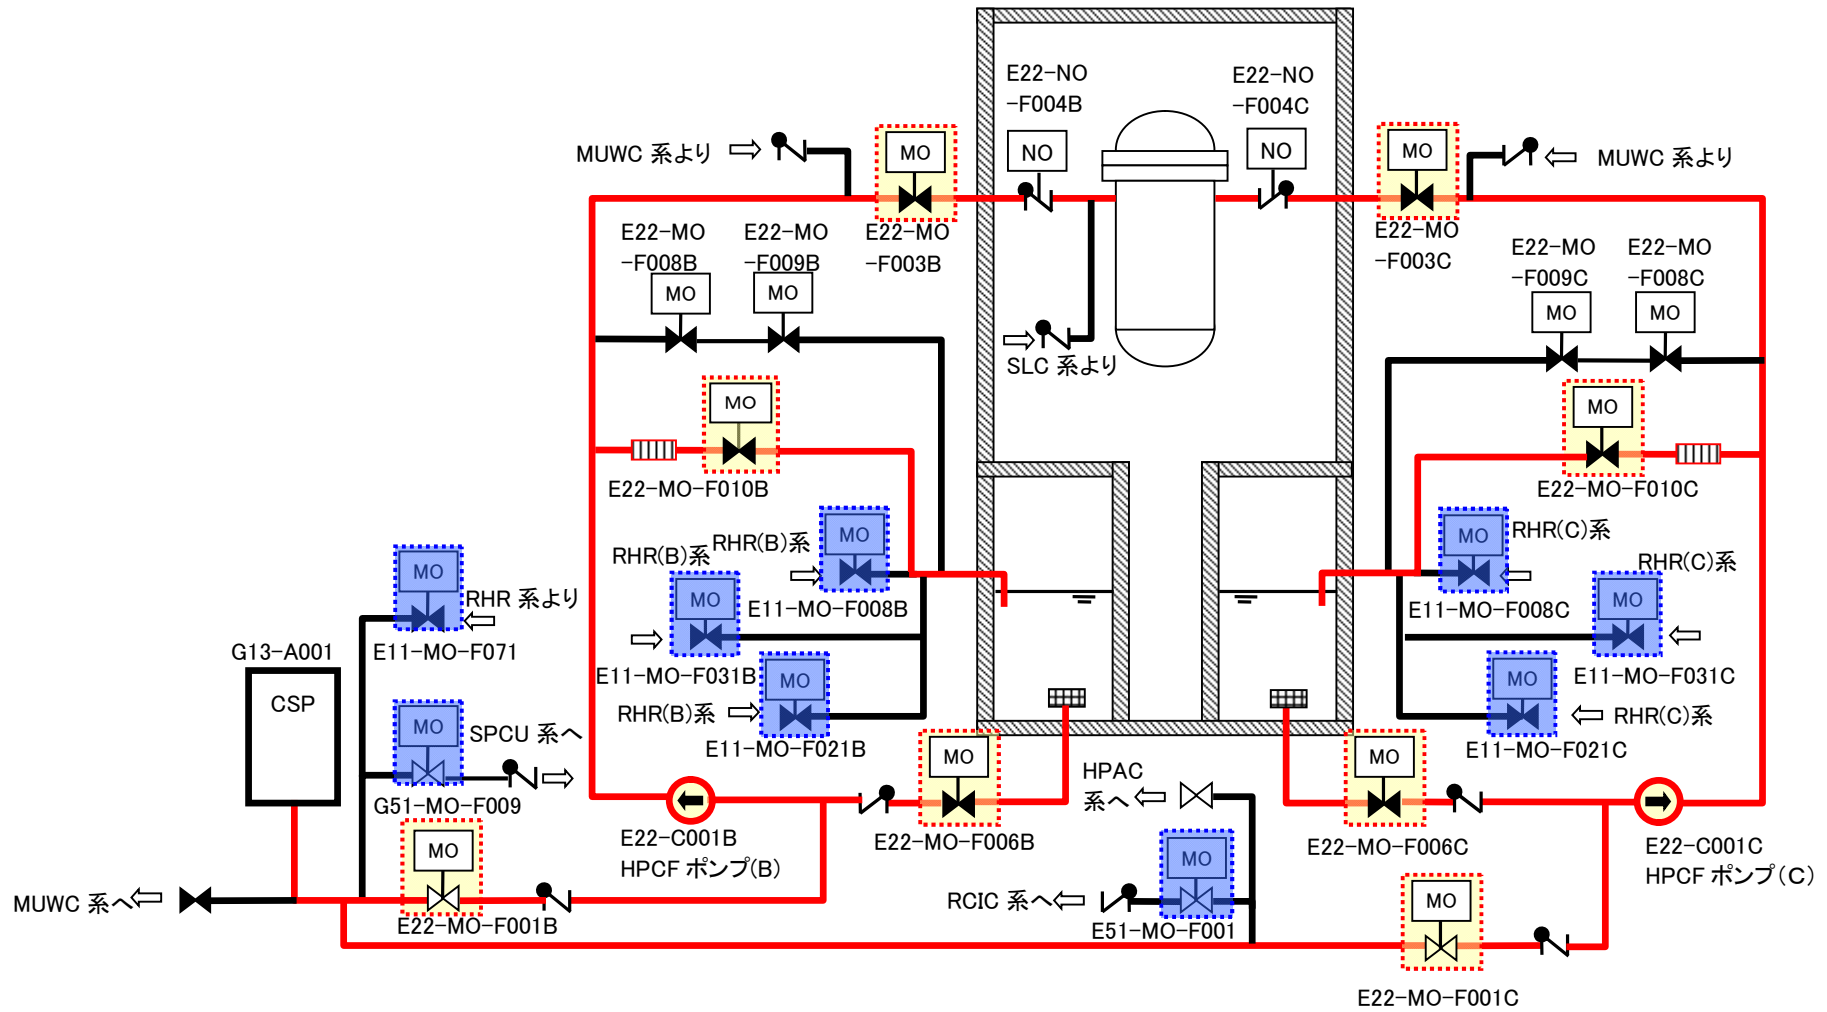 E22-NO
-F004B
E22-NO
-F004C
MUWC 系より
MO
NO
NO
MO
MUWC 系より
E22-MO
-F008B
E22-MO
-F009B
E22-MO
-F003B
E22-MO
-F003C
E22-MO
-F009C
E22-MO
-F008C
MO
MO
MO
MO
SLC 系より
MO
MO
E22-MO-F010B
E22-MO-F010C
RHR(B)系
RHR(B)系
MO
MO
RHR(C)系
RHR(C)系
MO
RHR 系より
MO
E11-MO-F008B
E11-MO-F008C
MO
G13-A001
E11-MO-F071
E11-MO-F031B
E11-MO-F031C
CSP
MO
SPCU 系へ
RHR(B)系
MO
MO
RHR(C)系
E11-MO-F021B
E11-MO-F021C
G51-MO-F009
MO
MO
HPAC
系へ
E22-C001B
HPCF ポンプ(B)
E22-MO-F006B
E22-MO-F006C
E22-C001C
HPCF ポンプ(C)
MO
MO
MUWC 系へ
E22-MO-F001B
RCIC 系へ
E51-MO-F001
MO
E22-MO-F001C